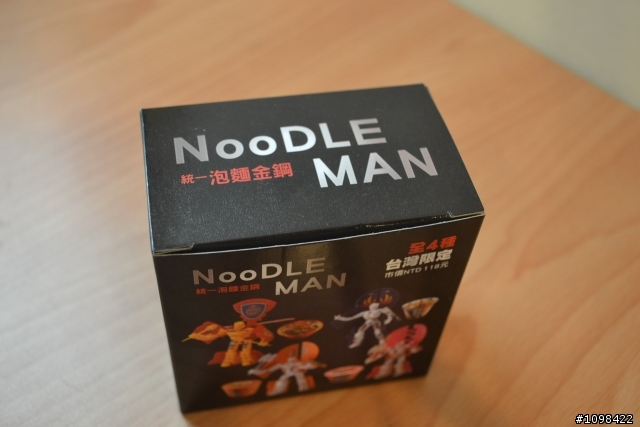 NooDLE
統一泡麵金鋼 MAN
全4種
NooDLE 台灣限定
統一泡麵金鋼 MAN 市價NTD 118元
#1098422